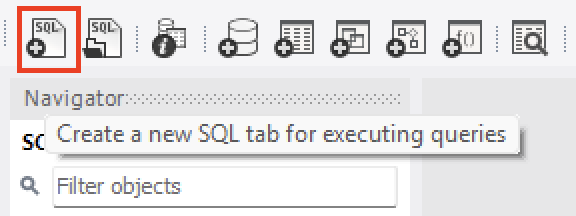 SQL SQL
f()
Navigator
SC
Create a new SQL tab for executing queries
Filter objects